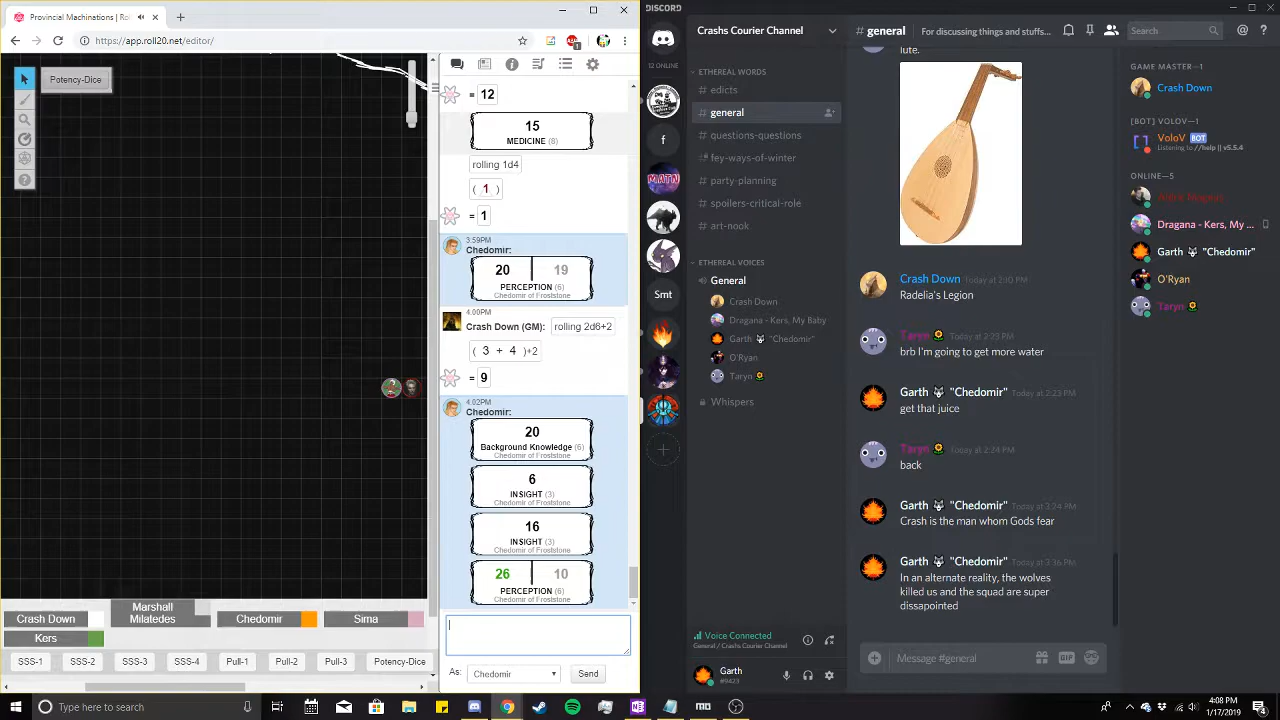 Provincial Machinations | Rol
https://app.roll20.net/editor/
Potency-Dice
= 12
15
MEDICINE (8)
rolling 1d4
( 1 )
= 1
3:59PM
Chedomir:
20 19
PERCEPTION (6)
Chedomir of Froststone
4:00PM
Crash Down (GM): rolling 2d6+2
( 3 + 4 )+2
= 9
4:02PM
Chedomir:
20
Background Knowledge (6)
Chedomir of Froststone
6
INSIGHT (3)
Chedomir of Froststone
16
INSIGHT (3)
Chedomir of Froststone
26 10
PERCEPTION (6)
Chedomir of Froststone
As: Chedomir Send
Crash Down
Marshall Milatedes
Chedomir
Sima
Kers
SSS-1 SSS-2 SSS-3 SSS-4 Pull-1 Pull-2 Pull-3 Potency-Dice
DISCORD
12 ONLINE
f
MATN
Smt
Crashs Courier Channel
ETHEREAL WORDS
# edicts
# general
# questions-questions
# fey-ways-of-winter
# party-planning
# spoilers-critical-role
# art-nook
ETHEREAL VOICES
General
Crash Down
Dragana - Kers, My Baby
Garth "Chedomir"
O'Ryan
Taryn
Whispers
Voice Connected
General / Crashs Courier Channel
Garth
#9423
# general For discussing things and stuffs... Search
lute.
Crash Down Today at 2:10 PM
Radelia's Legion
Taryn Today at 2:23 PM
brb I'm going to get more water
Garth "Chedomir" Today at 2:23 PM
get that juice
Taryn Today at 2:24 PM
back
Garth "Chedomir" Today at 3:24 PM
Crash is the man whom Gods fear
Garth "Chedomir" Today at 3:36 PM
In an alternate reality, the wolves
killed us and the squad are super
dissapointed
Message #general
GIF
GAME MASTER—1
Crash Down
[BOT] VOLOV—1
VoloV BOT
Listening to //help || v5.5.4
ONLINE—5
Dragana - Kers, My ...
Garth "Chedomir"
O'Ryan
Taryn
Type here to search
4:08 PM
1/17/2019